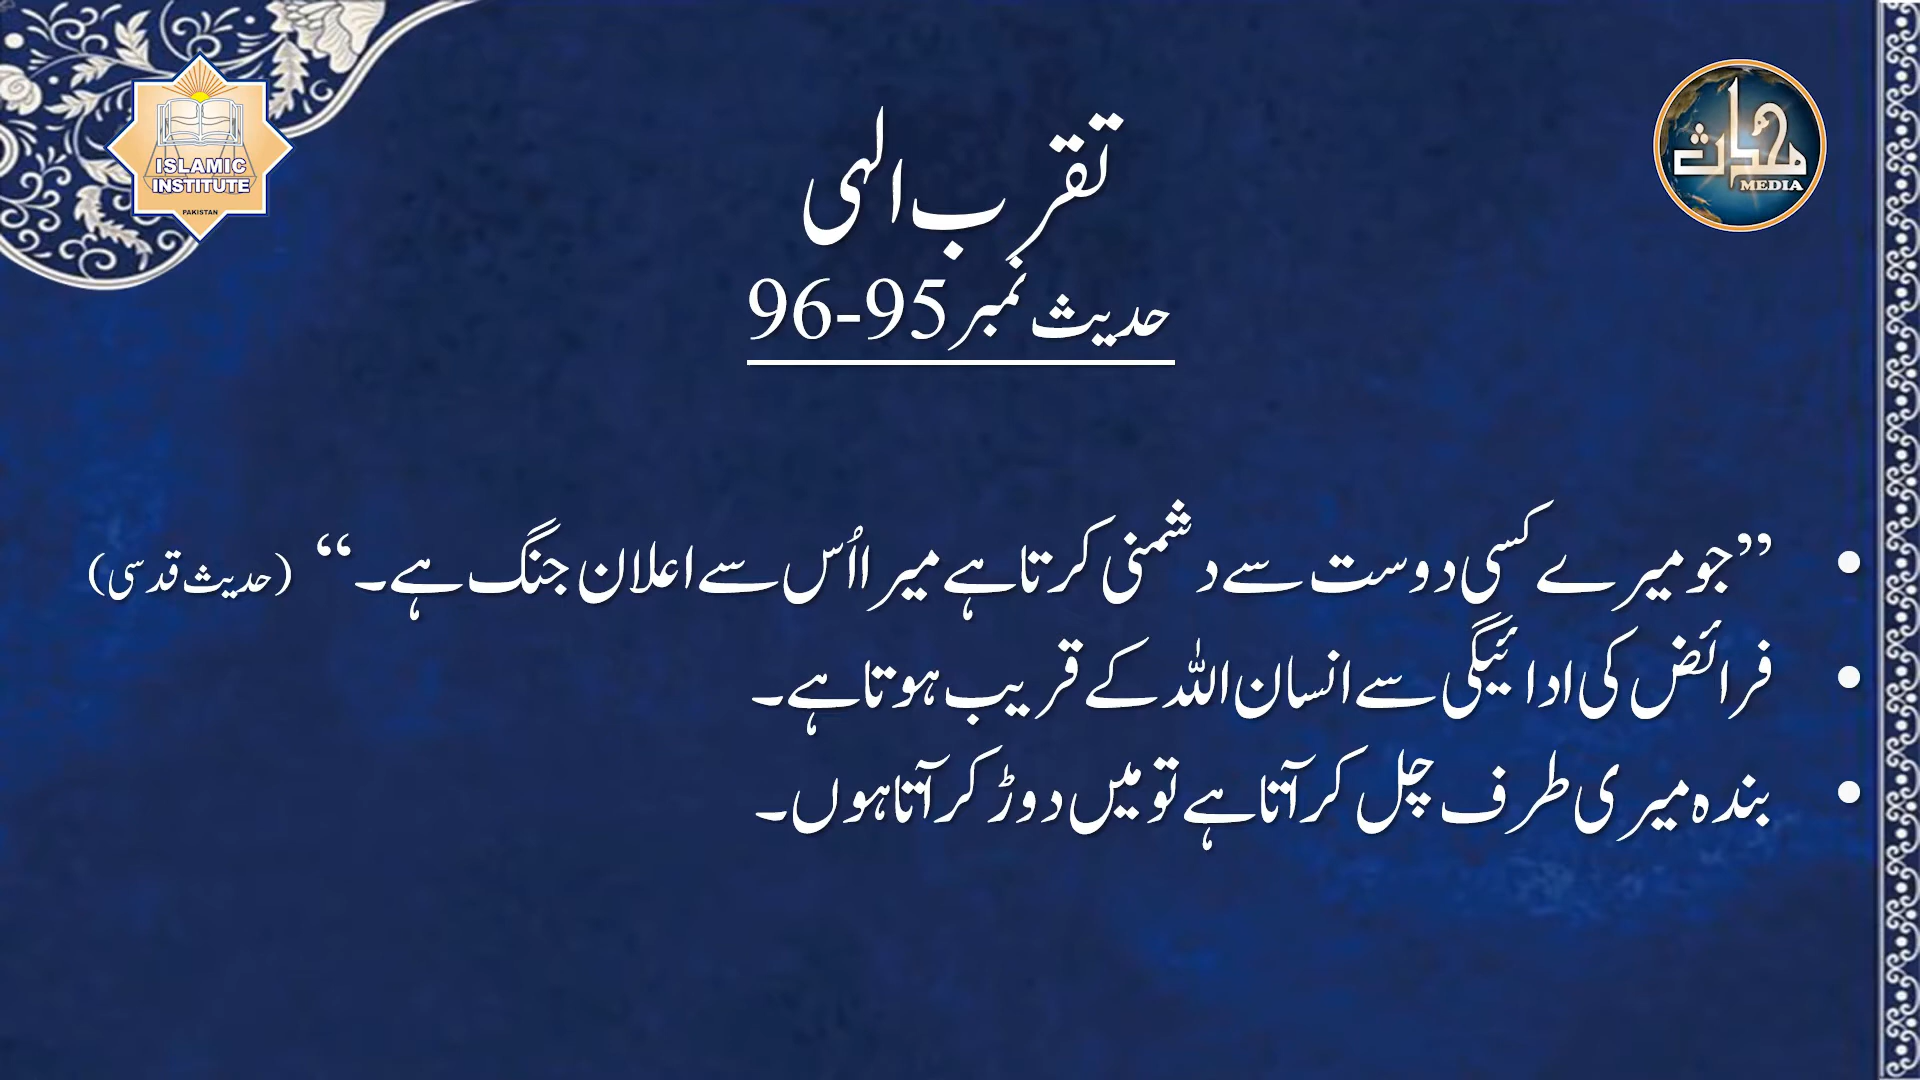 ISLAMIC
INSTITUTE
PAKISTAN
محدث
MEDIA
تقرب الہی
حدیث نمبر 95-96
• ”جو میرے کسی دوست سے دشمنی کرتا ہے میرا اُس سے اعلان جنگ ہے۔“ (حدیث قدسی)
• فرائض کی ادائیگی سے انسان اللہ کے قریب ہوتا ہے۔
• بندہ میری طرف چل کر آتا ہے تو میں دوڑ کر آتا ہوں۔